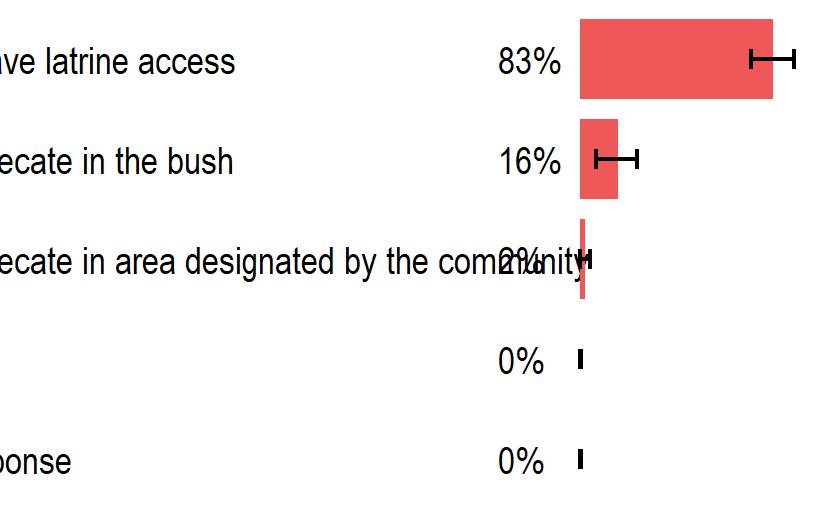 ave latrine access 83%
ecate in the bush 16%
ecate in area designated by the community 2%
0%
ponse 0%